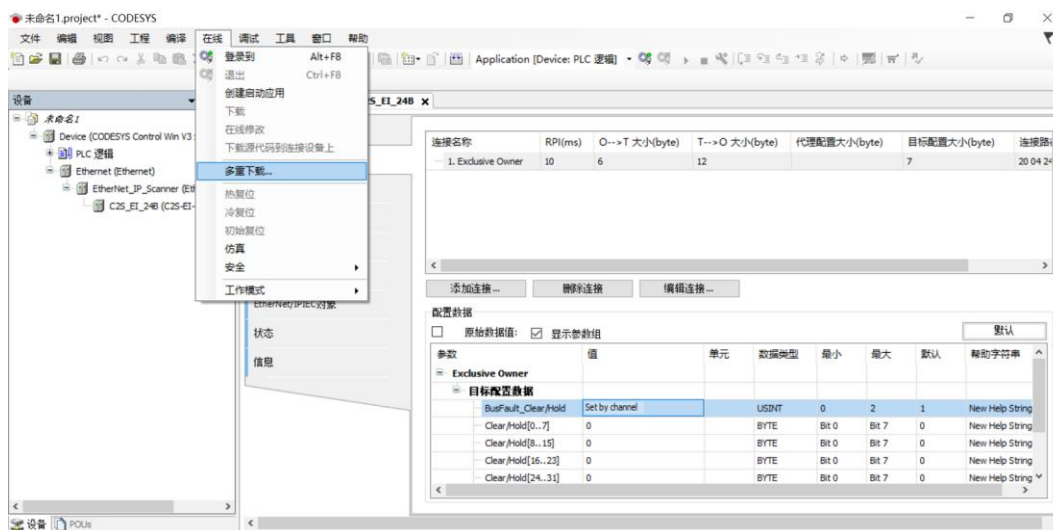 未命名1.project* - CODESYS
文件 编辑 视图 工程 编译 在线 调试 工具 窗口 帮助
Application [Device: PLC 逻辑]
登录到 Alt+F8
退出 Ctrl+F8
创建启动应用
下载
在线修改
下载源代码到连接设备上
多重下载...
热复位
冷复位
初始复位
仿真
安全
工作模式
设备
未命名1
Device (CODESYS Control Win V3
PLC 逻辑
Ethernet (Ethernet)
EtherNet_IP_Scanner (Eth
C2S_EI_24B (C2S-EI-
设备 POUs
S_EI_24B
EtherNet/IPIEC对象
状态
信息
连接名称 RPI(ms) O-->T 大小(byte) T-->O 大小(byte) 代理配置大小(byte) 目标配置大小(byte) 连接路
1. Exclusive Owner 10 6 12 7 20 04 24
添加连接... 删除连接 编辑连接...
配置数据
原始数据值: 显示参数组 默认
参数 值 单元 数据类型 最小 最大 默认 帮助字符串
Exclusive Owner
目标配置数据
BusFault_Clear/Hold Set by channel USINT 0 2 1 New Help String
Clear/Hold[0..7] 0 BYTE Bit 0 Bit 7 0 New Help String
Clear/Hold[8..15] 0 BYTE Bit 0 Bit 7 0 New Help String
Clear/Hold[16..23] 0 BYTE Bit 0 Bit 7 0 New Help String
Clear/Hold[24..31] 0 BYTE Bit 0 Bit 7 0 New Help String